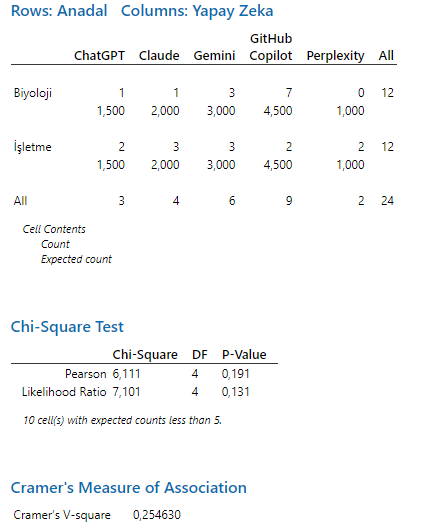 Rows: Anadal   Columns: Yapay Zeka
GitHub
ChatGPT Claude Gemini Copilot Perplexity All
Biyoloji 1 1 3 7 0 12
1,500 2,000 3,000 4,500 1,000
İşletme 2 3 3 2 2 12
1,500 2,000 3,000 4,500 1,000
All 3 4 6 9 2 24
Cell Contents
Count
Expected count
Chi-Square Test
Chi-Square DF P-Value
Pearson 6,111 4 0,191
Likelihood Ratio 7,101 4 0,131
10 cell(s) with expected counts less than 5.
Cramer's Measure of Association
Cramer's V-square 0,254630